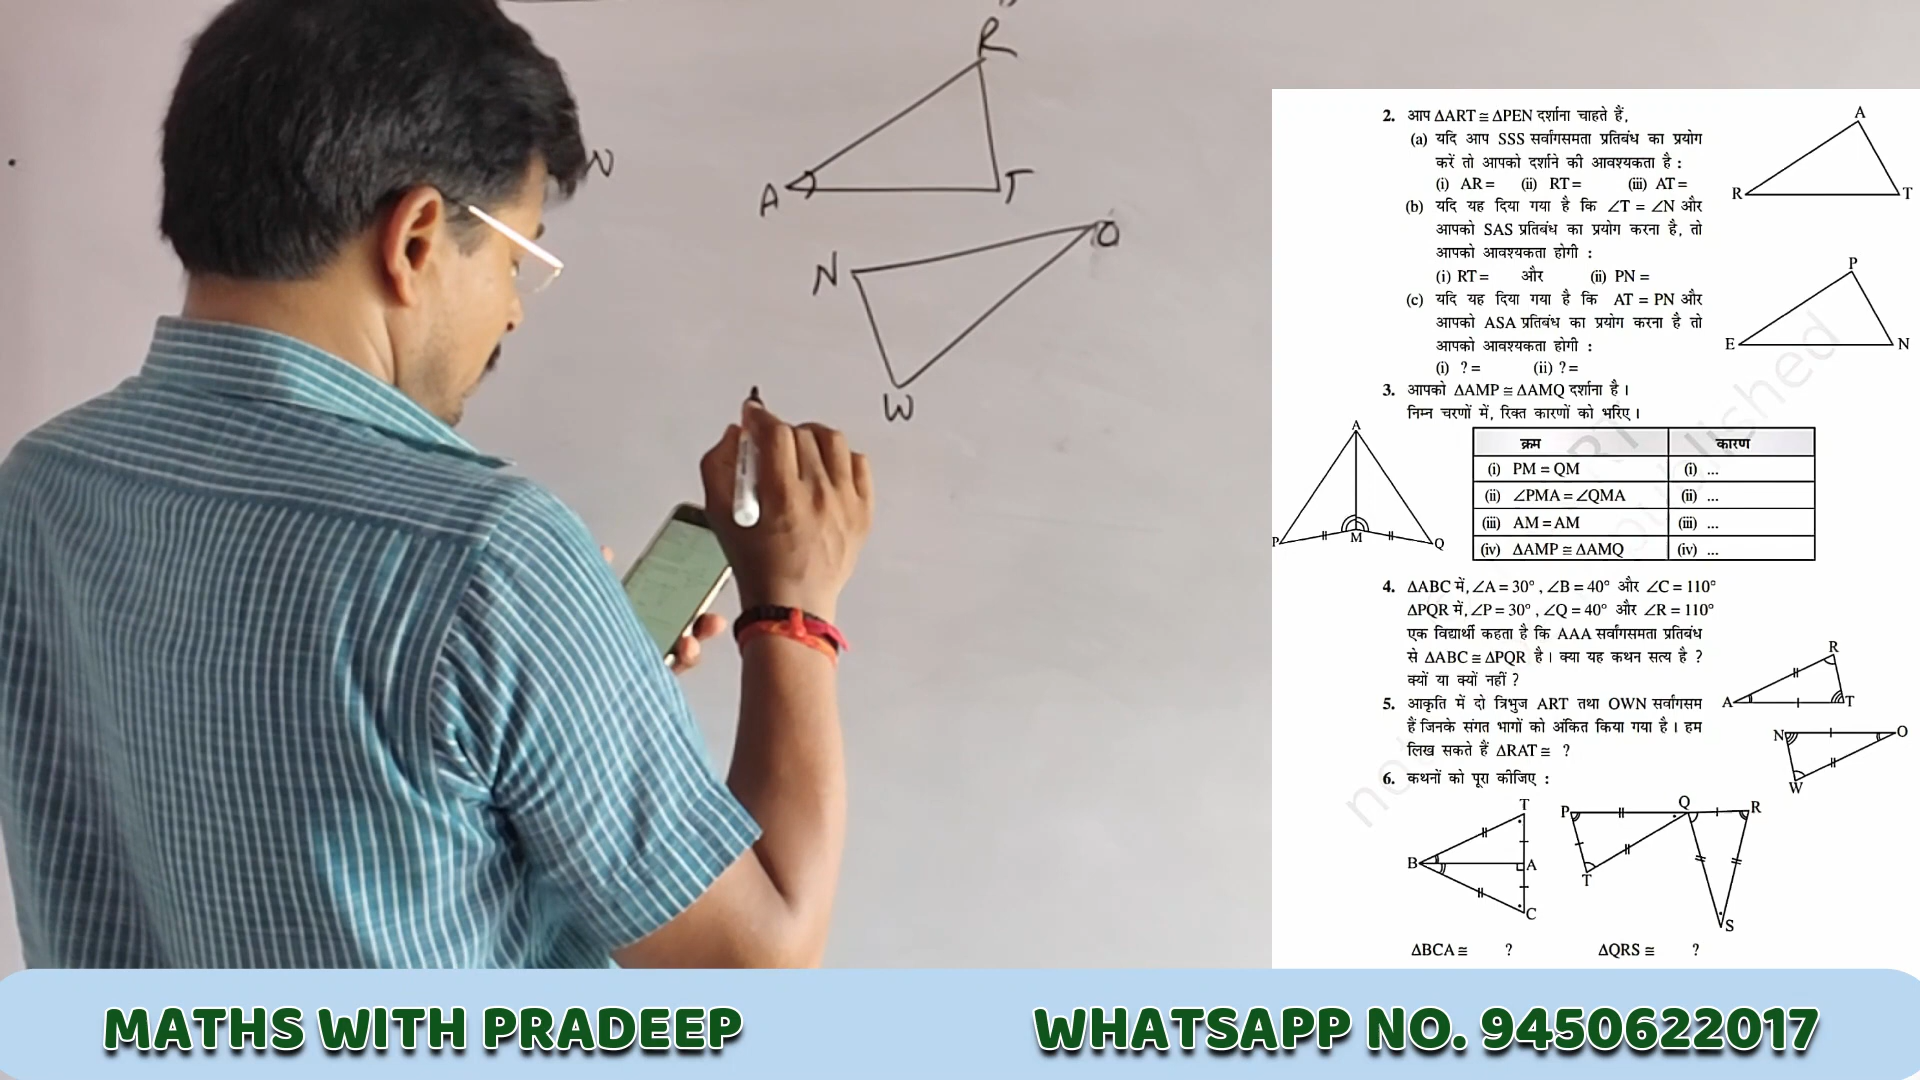 R
A
T
N
O
W
2. आप ΔART ≅ ΔPEN दर्शाना चाहते हैं,
(a) यदि आप SSS सर्वांगसमता प्रतिबंध का प्रयोग
करें तो आपको दर्शाने की आवश्यकता है :
(i) AR = (ii) RT = (iii) AT =
(b) यदि यह दिया गया है कि ∠T = ∠N और
आपको SAS प्रतिबंध का प्रयोग करना है, तो
आपको आवश्यकता होगी :
(i) RT = और (ii) PN =
(c) यदि यह दिया गया है कि AT = PN और
आपको ASA प्रतिबंध का प्रयोग करना है तो
आपको आवश्यकता होगी :
(i) ? = (ii) ? =
A
R T
P
E N
3. आपको ΔAMP ≅ ΔAMQ दर्शाना है।
निम्न चरणों में, रिक्त कारणों को भरिए।
A
P M Q
क्रम कारण
(i) PM = QM (i) ...
(ii) ∠PMA = ∠QMA (ii) ...
(iii) AM = AM (iii) ...
(iv) ΔAMP ≅ ΔAMQ (iv) ...
4. ΔABC में, ∠A = 30° , ∠B = 40° और ∠C = 110°
ΔPQR में, ∠P = 30° , ∠Q = 40° और ∠R = 110°
एक विद्यार्थी कहता है कि AAA सर्वांगसमता प्रतिबंध
से ΔABC ≅ ΔPQR है। क्या यह कथन सत्य है ?
क्यों या क्यों नहीं ?
5. आकृति में दो त्रिभुज ART तथा OWN सर्वांगसम
हैं जिनके संगत भागों को अंकित किया गया है। हम
लिख सकते हैं ΔRAT ≅ ?
R
A T
N O
W
6. कथनों को पूरा कीजिए :
T
B A
C
P Q R
T
S
ΔBCA ≅ ? ΔQRS ≅ ?
MATHS WITH PRADEEP
WHATSAPP NO. 9450622017